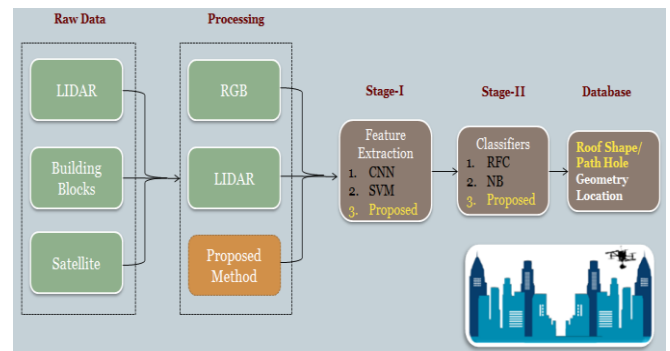 Raw Data
LIDAR
Building
Blocks
Satellite
Processing
RGB
LIDAR
Proposed
Method
Stage-I
Feature
Extraction
1. CNN
2. SVM
3. Proposed
Stage-II
Classifiers
1. RFC
2. NB
3. Proposed
Database
Roof Shape/
Path Hole
Geometry
Location